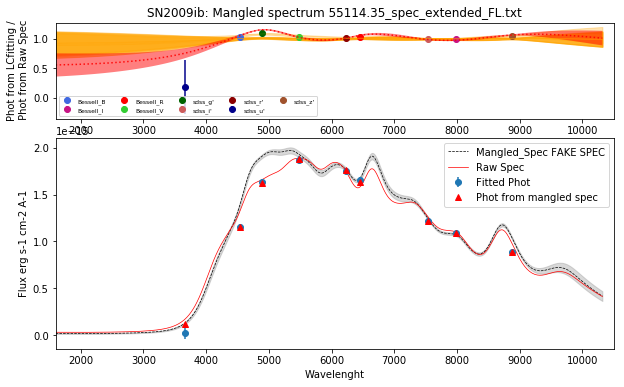 SN2009ib: Mangled spectrum 55114.35_spec_extended_FL.txt
Phot from LCfitting /
Phot from Raw Spec
1.0
0.5
0.0
Bessell_B Bessell_R sdss_g' sdss_r' sdss_z'
Bessell_I Bessell_V sdss_i' sdss_u'
2000 3000 4000 5000 6000 7000 8000 9000 10000
Flux erg s-1 cm-2 A-1
2.0
1.5
1.0
0.5
0.0
Mangled_Spec FAKE SPEC
Raw Spec
Fitted Phot
Phot from mangled spec
2000 3000 4000 5000 6000 7000 8000 9000 10000
Wavelenght